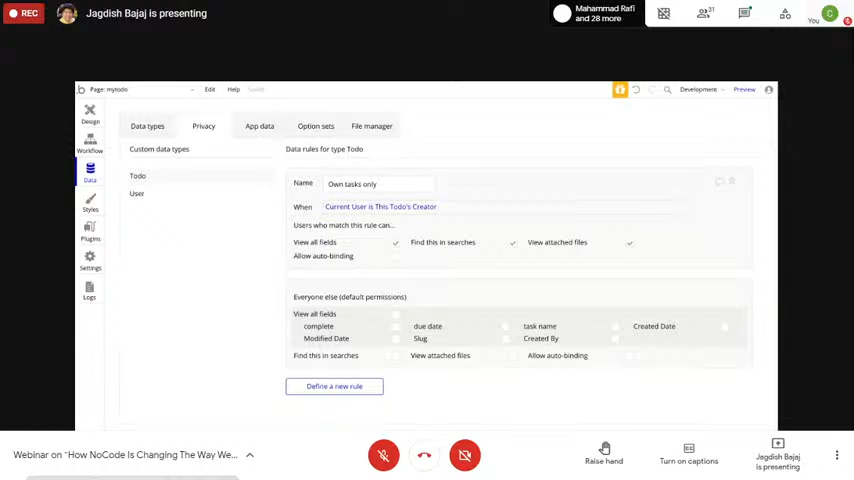 REC
Jagdish Bajaj is presenting
Mahammad Rafi
and 28 more
31
You
C
Page: mytodo
Edit
Help
Saved
Development
Preview
Design
Workflow
Data
Styles
Plugins
Settings
Logs
Data types
Privacy
App data
Option sets
File manager
Custom data types
Todo
User
Data rules for type Todo
Name
Own tasks only
When
Current User is This Todo's Creator
Users who match this rule can...
View all fields
Find this in searches
View attached files
Allow auto-binding
Everyone else (default permissions)
View all fields
complete
due date
task name
Created Date
Modified Date
Slug
Created By
Find this in searches
View attached files
Allow auto-binding
Define a new rule
Webinar on "How NoCode Is Changing The Way We...
Raise hand
Turn on captions
Jagdish Bajaj
is presenting